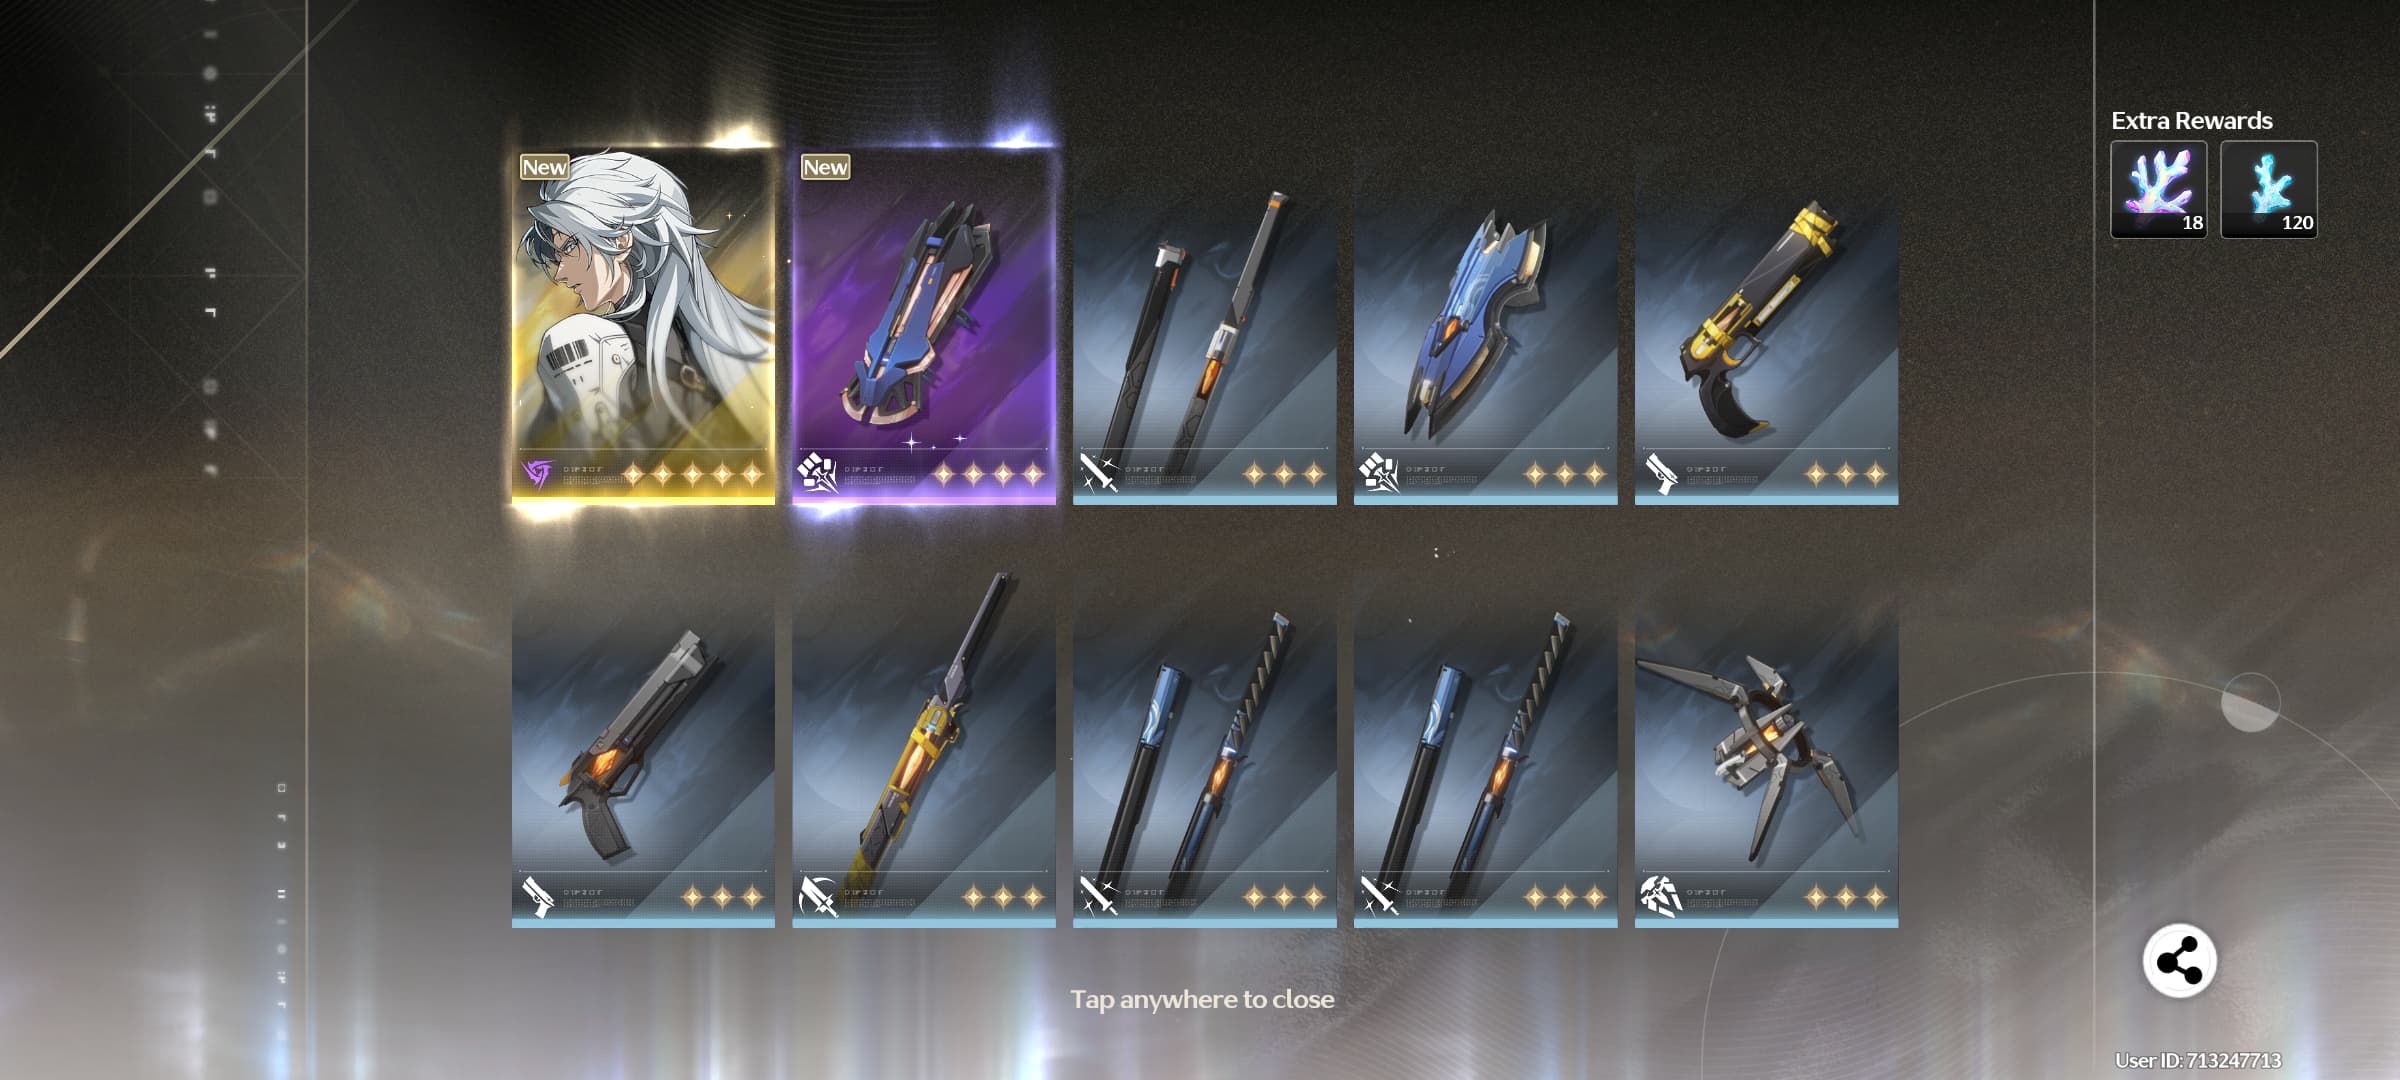 Extra Rewards
New
New
18
120
Tap anywhere to close
User ID: 713247713